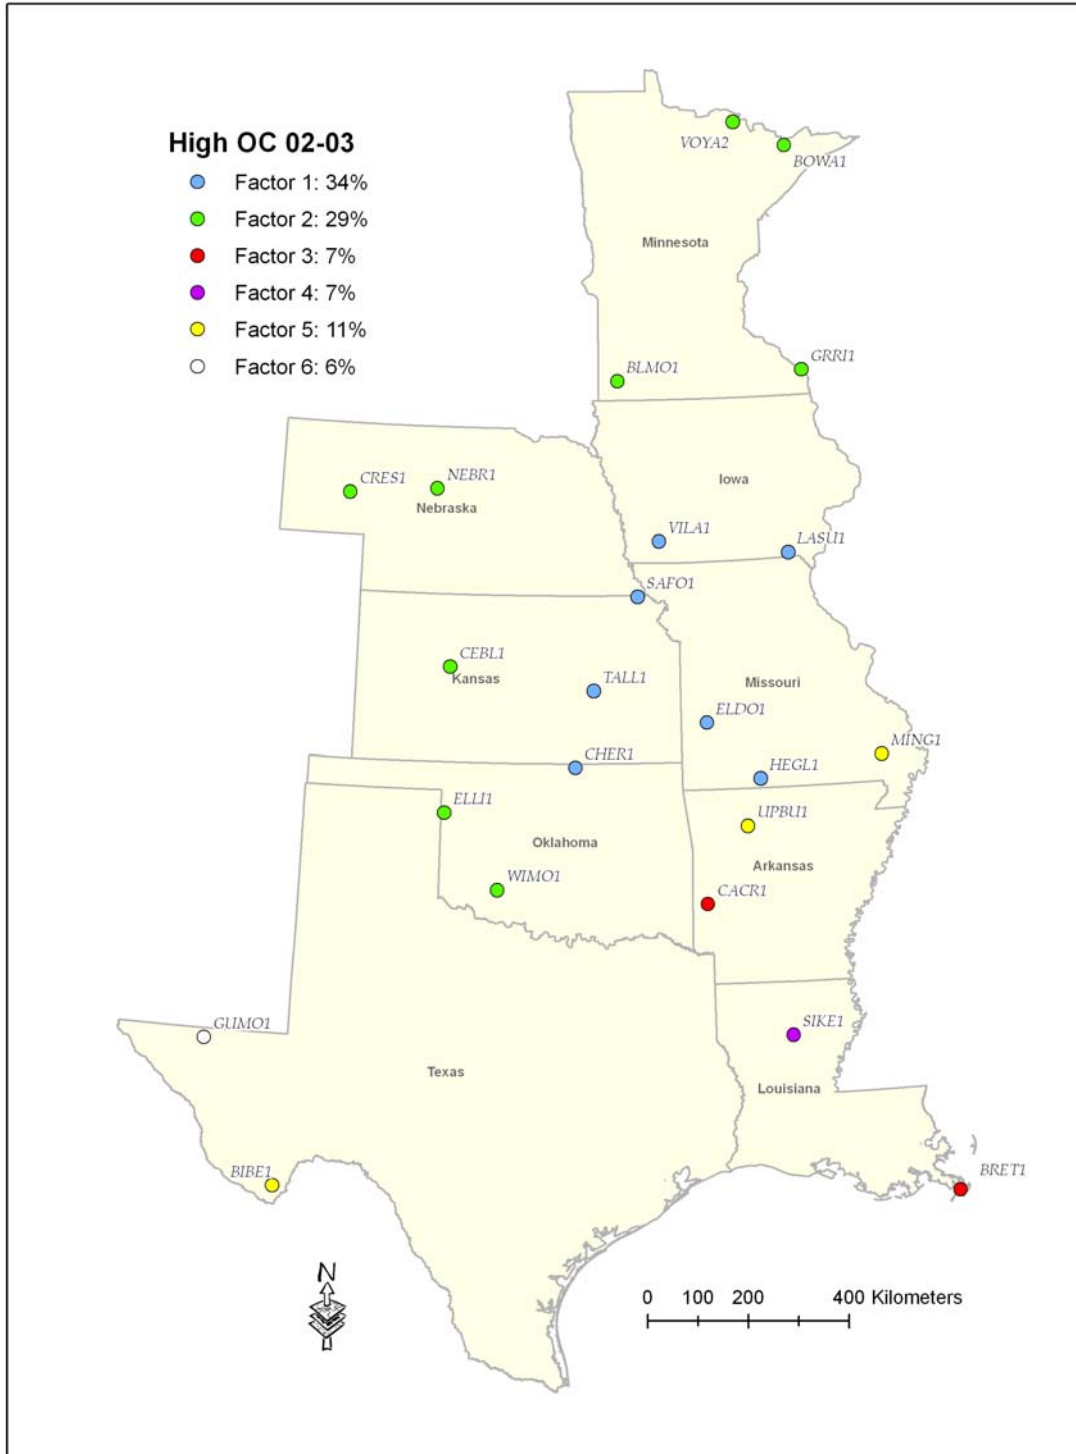 High OC 02-03
Factor 1: 34%
Factor 2: 29%
Factor 3: 7%
Factor 4: 7%
Factor 5: 11%
Factor 6: 6%
VOYA2
BOWA1
Minnesota
GRRI1
BLMO1
CRES1
NEBR1
Nebraska
Iowa
VILA1
LASU1
SAFO1
CEBL1
Kansas
TALL1
Missouri
ELDO1
MING1
CHER1
HEGL1
ELLI1
UPBU1
Oklahoma
Arkansas
WIMO1
CACR1
GUMO1
SIKE1
Texas
Louisiana
BIBE1
BRET1
N
0 100 200 400 Kilometers